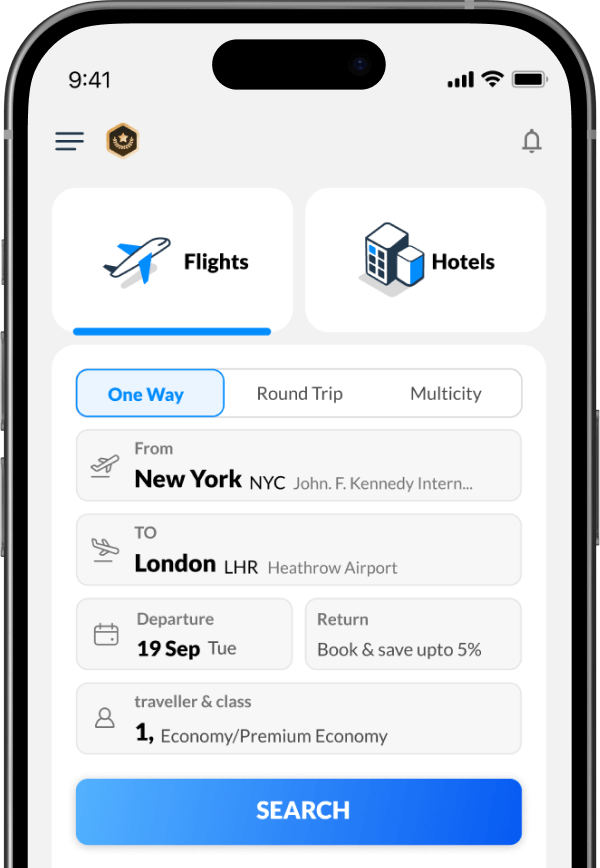 9:41
Flights
Hotels
One Way Round Trip Multicity
From
New York NYC John. F. Kennedy Intern...
TO
London LHR Heathrow Airport
Departure
19 Sep Tue
Return
Book & save upto 5%
traveller & class
1, Economy/Premium Economy
SEARCH